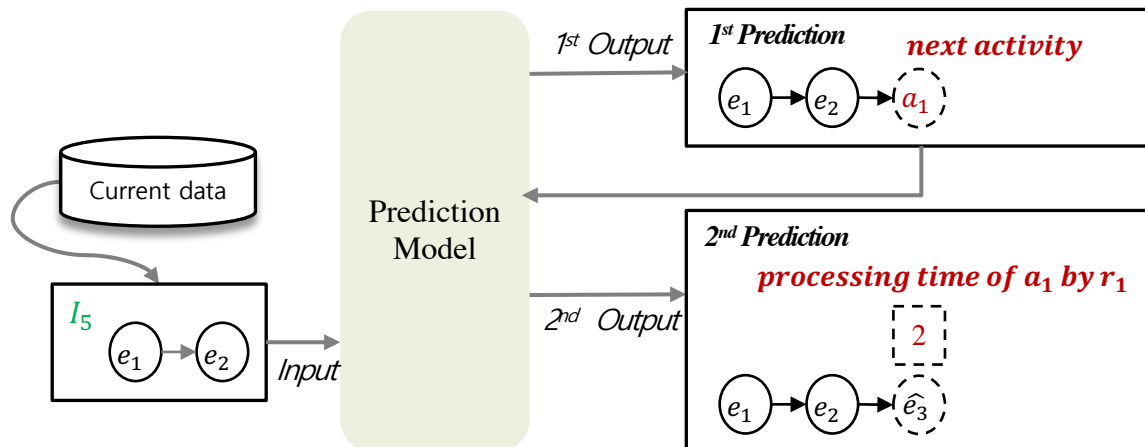 Current data
I₅
e₁ e₂
Input
Prediction
Model
1ˢᵗ Output
1ˢᵗ Prediction
next activity
e₁ e₂ a₁
2ⁿᵈ Output
2ⁿᵈ Prediction
processing time of a₁ by r₁
2
e₁ e₂ ê₃